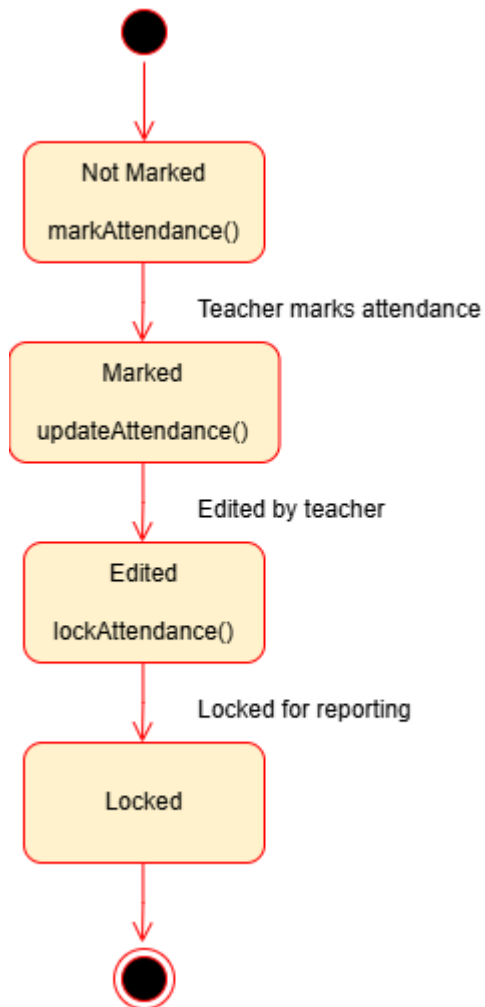 Not Marked
markAttendance()
Teacher marks attendance
Marked
updateAttendance()
Edited by teacher
Edited
lockAttendance()
Locked for reporting
Locked